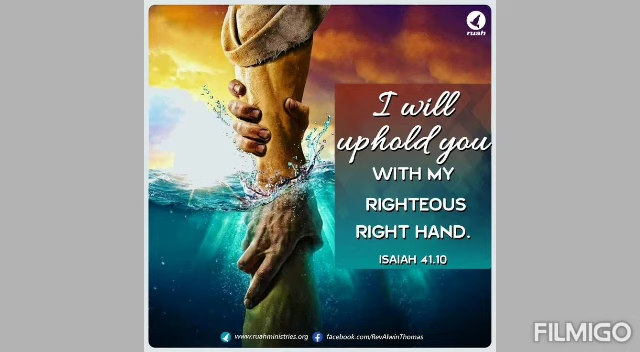 ruah
I will
uphold you
WITH MY
RIGHTEOUS
RIGHT HAND.
ISAIAH 41.10
www.ruahministries.org facebook.com/RevAlwinThomas
FILMIGO